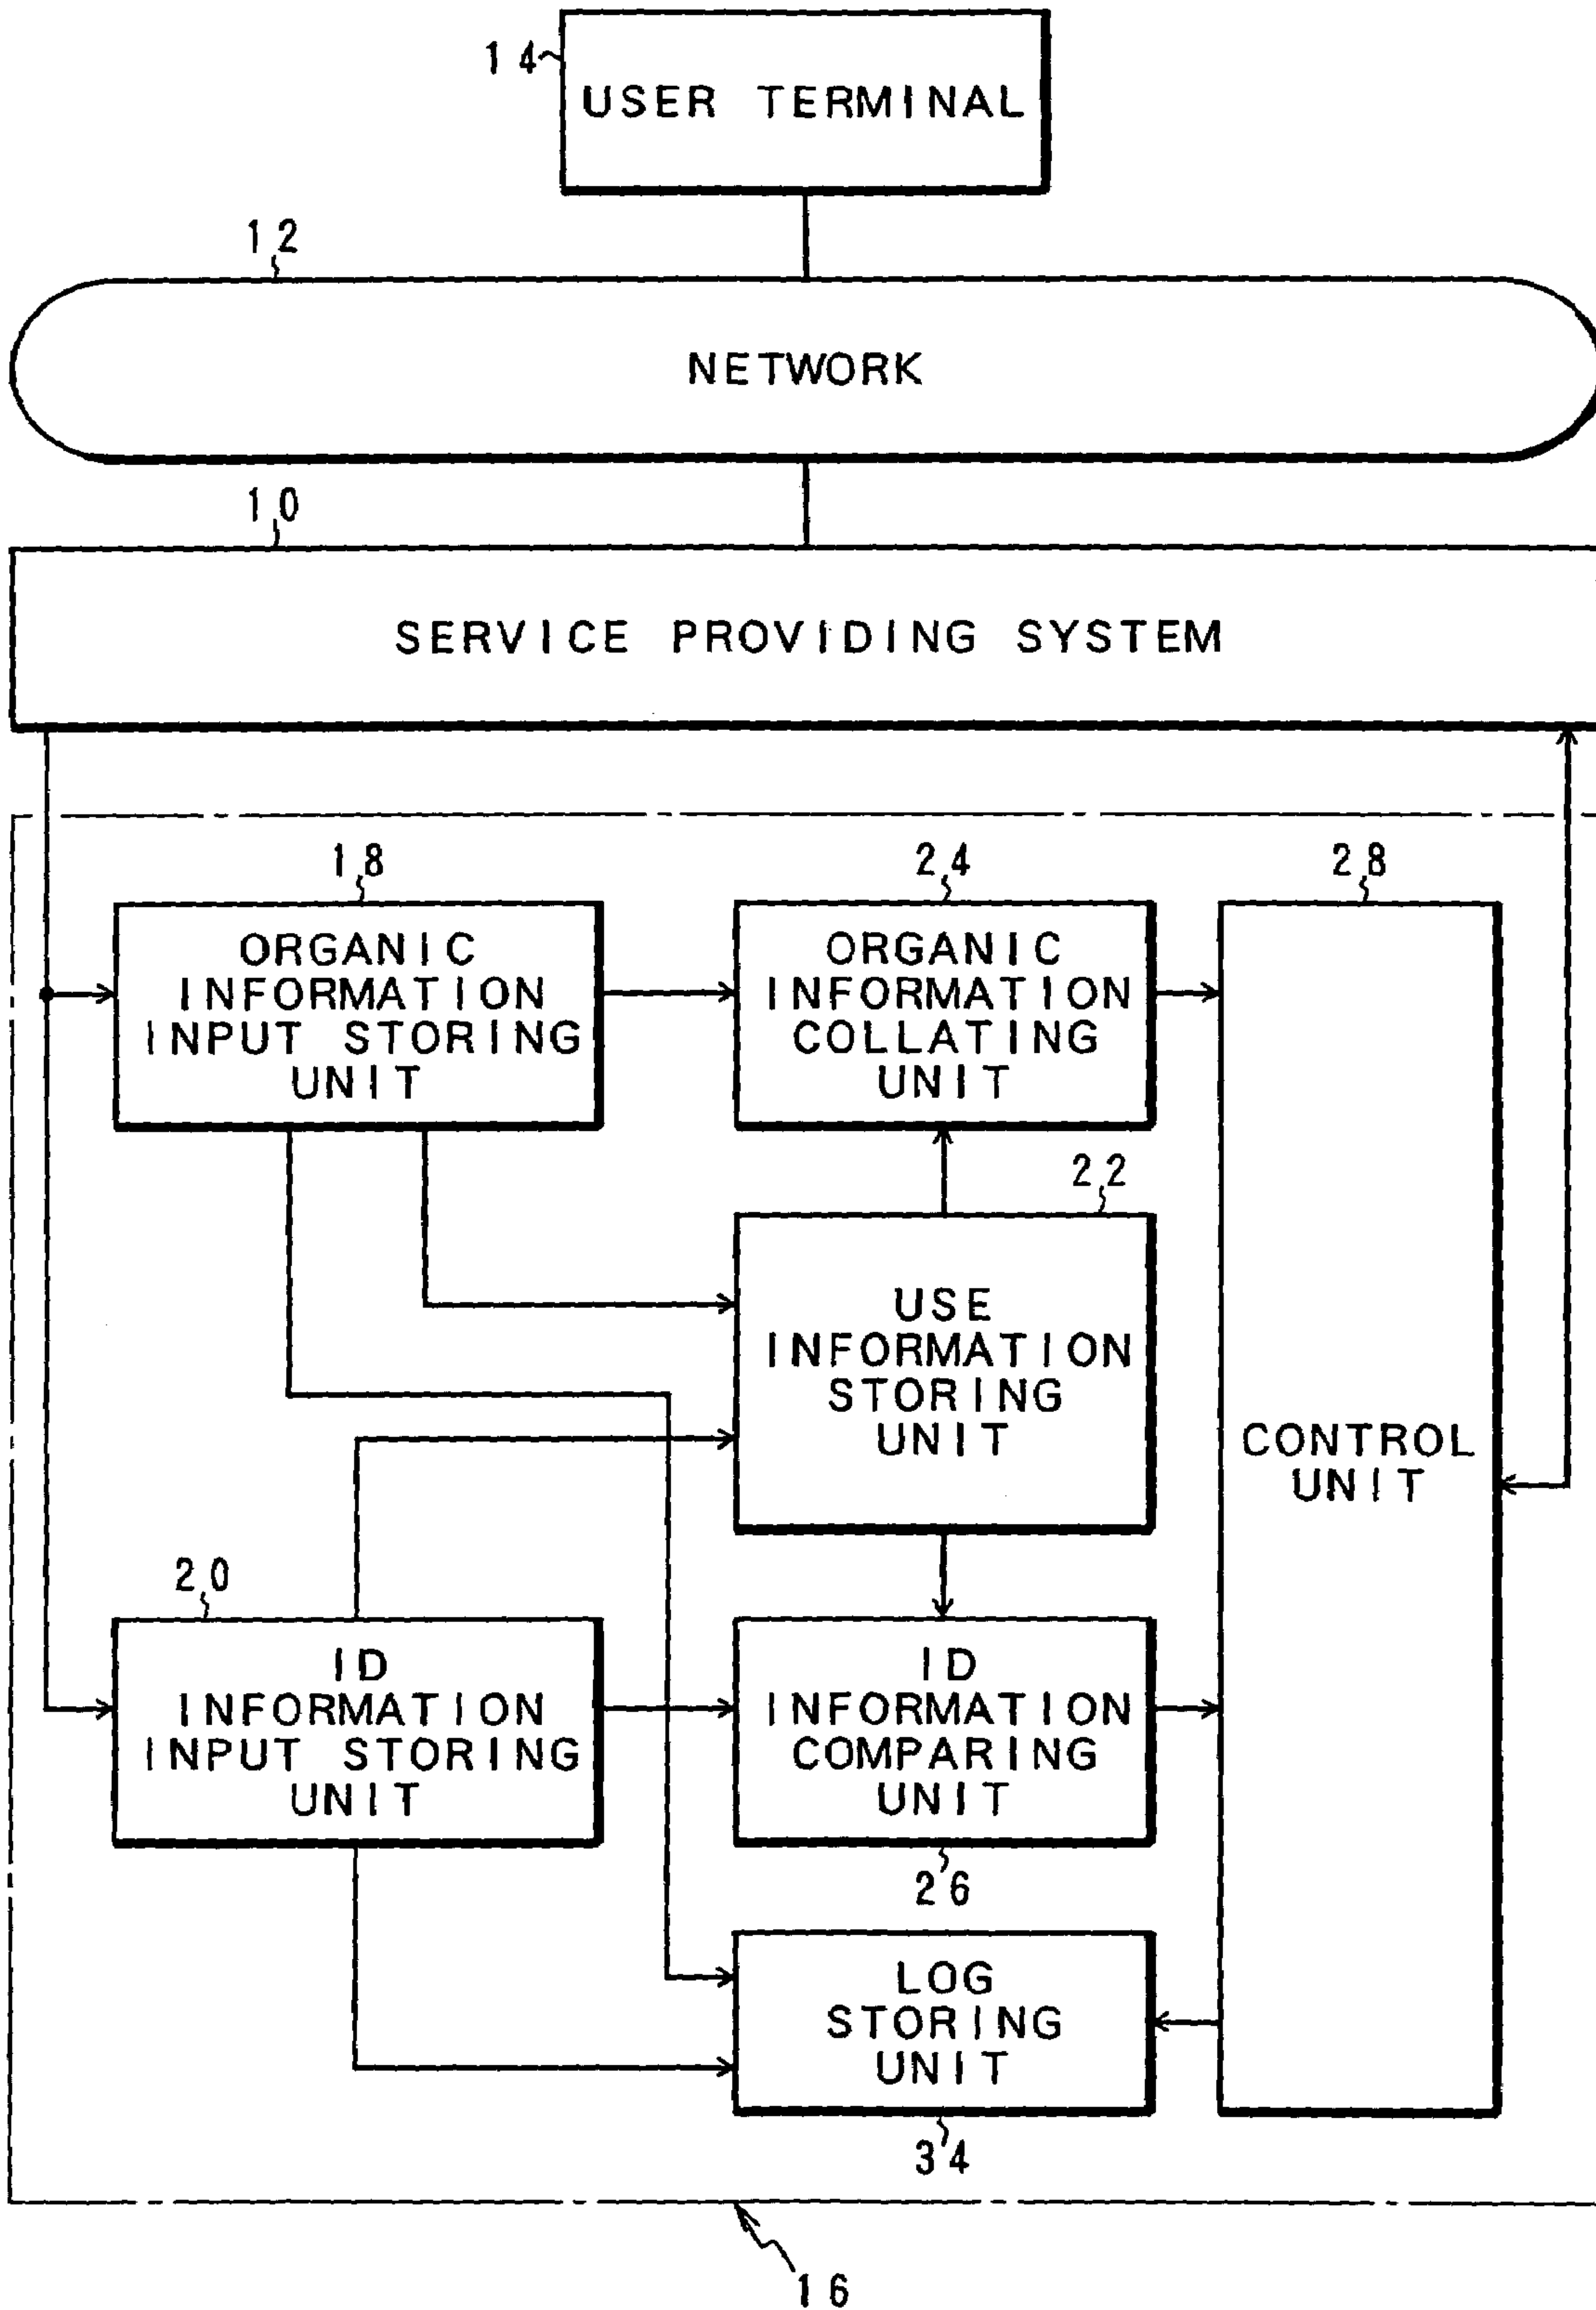 14
USER TERMINAL
12
NETWORK
10
SERVICE PROVIDING SYSTEM
18
ORGANIC
INFORMATION
INPUT STORING
UNIT
24
ORGANIC
INFORMATION
COLLATING
UNIT
28
CONTROL
UNIT
22
USE
INFORMATION
STORING
UNIT
20
ID
INFORMATION
INPUT STORING
UNIT
ID
INFORMATION
COMPARING
UNIT
26
LOG
STORING
UNIT
34
16